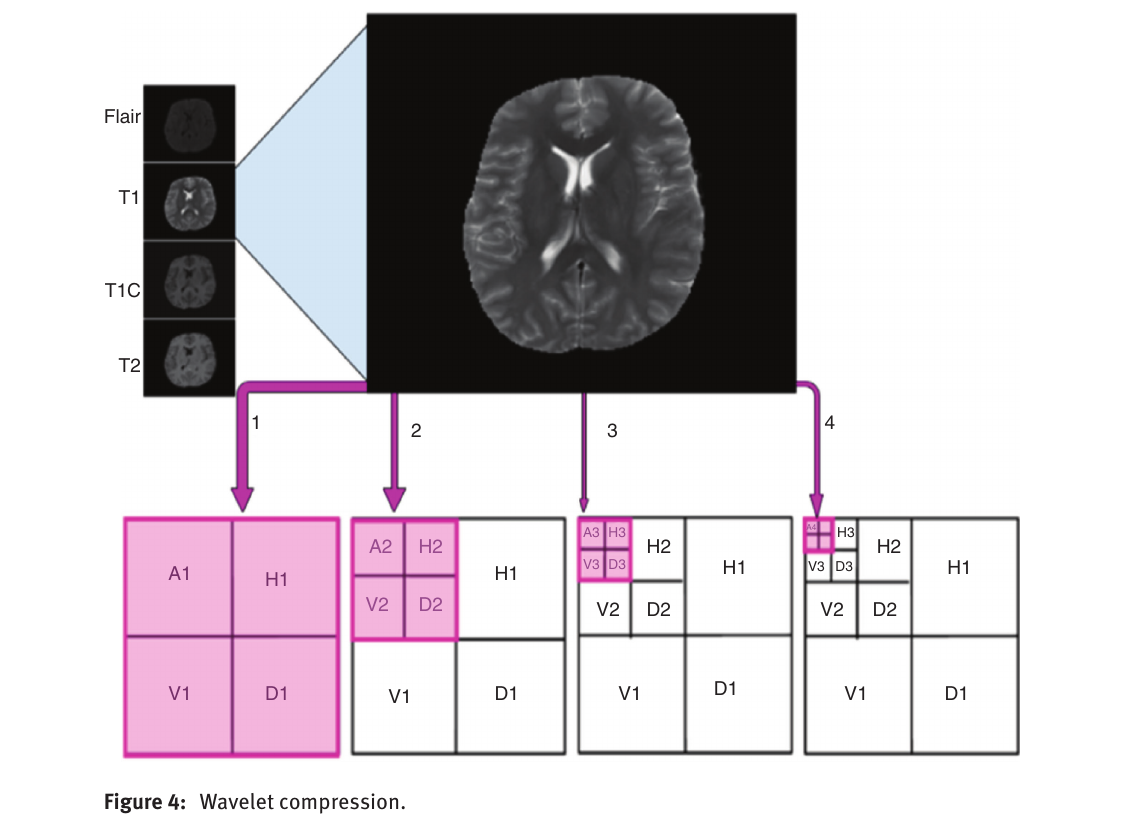 Flair
T1
T1C
T2
1
2
3
4
A1 H1
V1 D1
A2 H2 H1
V2 D2
V1 D1
A3 H3 H2 H1
V3 D3
V2 D2
V1 D1
A4 H3 H2 H1
V3 D3
V2 D2
V1 D1
Figure 4: Wavelet compression.